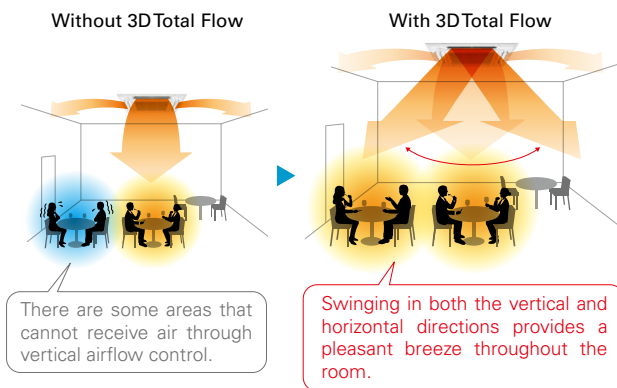 Without 3D Total Flow
With 3D Total Flow
There are some areas that
cannot receive air through
vertical airflow control.
Swinging in both the vertical and
horizontal directions provides a
pleasant breeze throughout the
room.